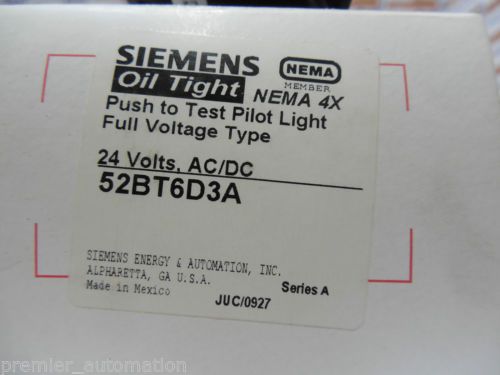 SIEMENS
NEMA
MEMBER
Oil Tight NEMA 4X
Push to Test Pilot Light
Full Voltage Type
24 Volts, AC/DC
52BT6D3A
SIEMENS ENERGY & AUTOMATION, INC.
ALPHARETTA, GA U.S.A.
Made in Mexico
Series A
JUC/0927
premier_automation